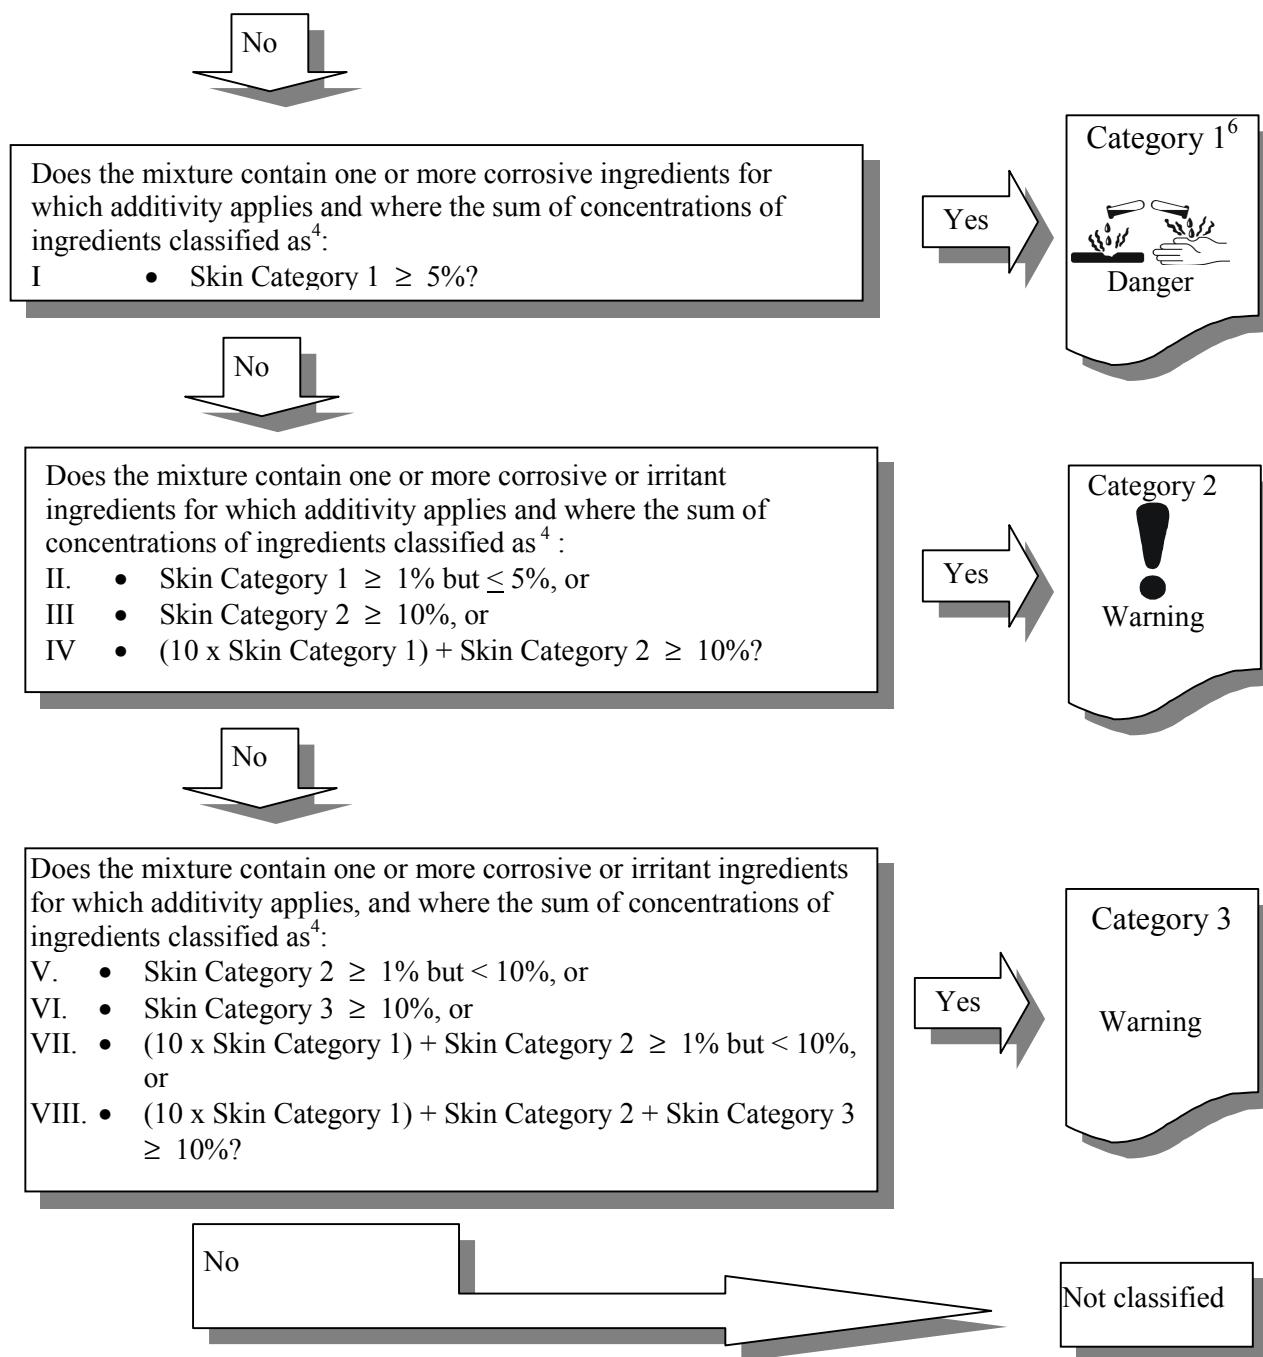 No
Does the mixture contain one or more corrosive ingredients for
which additivity applies and where the sum of concentrations of
ingredients classified as⁴:
I • Skin Category 1 ≥ 5%?
Yes
Category 1⁶
Danger
No
Does the mixture contain one or more corrosive or irritant
ingredients for which additivity applies and where the sum of
concentrations of ingredients classified as ⁴ :
II. • Skin Category 1 ≥ 1% but ≤ 5%, or
III • Skin Category 2 ≥ 10%, or
IV • (10 x Skin Category 1) + Skin Category 2 ≥ 10%?
Yes
Category 2
Warning
No
Does the mixture contain one or more corrosive or irritant ingredients
for which additivity applies, and where the sum of concentrations of
ingredients classified as⁴:
V. • Skin Category 2 ≥ 1% but < 10%, or
VI. • Skin Category 3 ≥ 10%, or
VII. • (10 x Skin Category 1) + Skin Category 2 ≥ 1% but < 10%,
or
VIII. • (10 x Skin Category 1) + Skin Category 2 + Skin Category 3
≥ 10%?
Yes
Category 3
Warning
No
Not classified